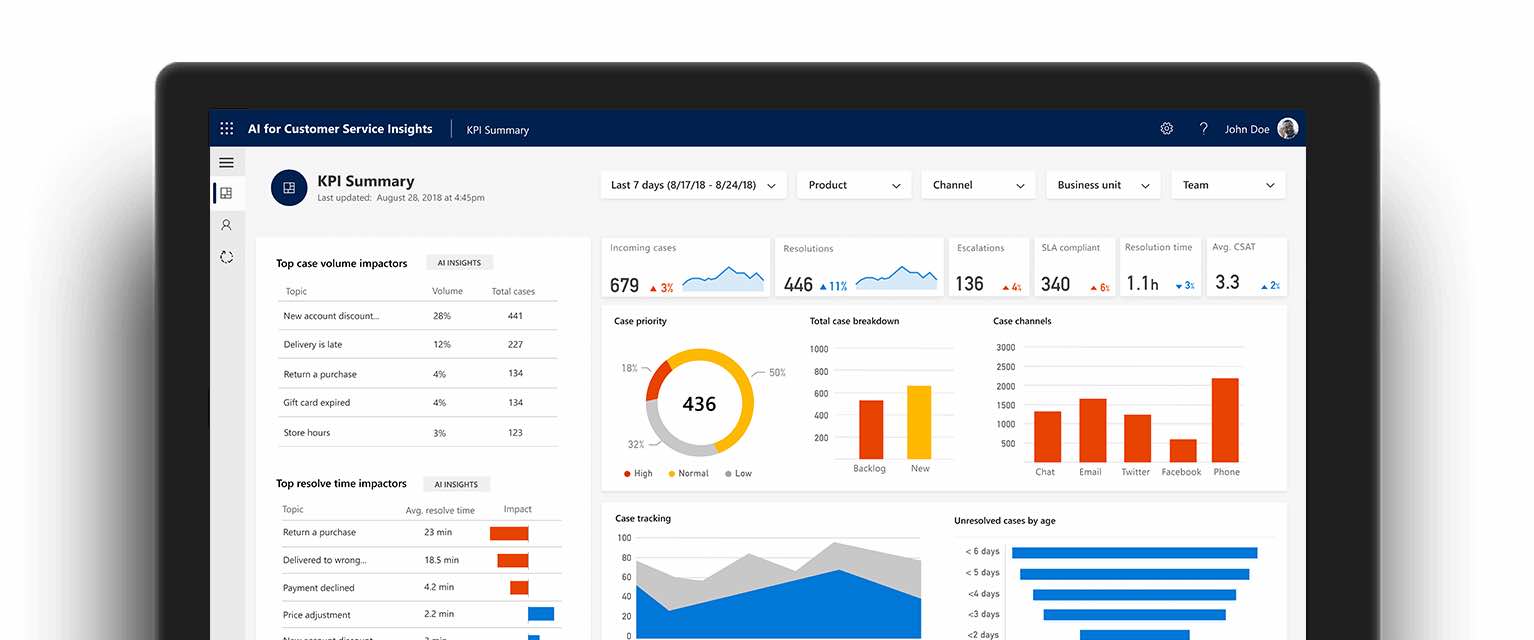 AI for Customer Service Insights
KPI Summary
?
John Doe
KPI Summary
Last updated: August 28, 2018 at 4:45pm
Last 7 days (8/17/18 - 8/24/18)
Product
Channel
Business unit
Team
Top case volume impactors
AI INSIGHTS
Topic Volume Total cases
New account discount... 28% 441
Delivery is late 12% 227
Return a purchase 4% 134
Gift card expired 4% 134
Store hours 3% 123
Top resolve time impactors
AI INSIGHTS
Topic Avg. resolve time Impact
Return a purchase 23 min
Delivered to wrong... 18.5 min
Payment declined 4.2 min
Price adjustment 2.2 min
Incoming cases
679 ▲ 3%
Resolutions
446 ▲ 11%
Escalations
136 ▲ 4%
SLA compliant
340 ▲ 6%
Resolution time
1.1h ▼ 3%
Avg. CSAT
3.3 ▲ 2%
Case priority
18%
50%
436
32%
High Normal Low
Total case breakdown
1000
800
600
400
200
Backlog New
Case channels
3000
2500
2000
1500
1000
500
Chat Email Twitter Facebook Phone
Case tracking
100
80
60
40
20
0
Unresolved cases by age
< 6 days
< 5 days
<4 days
<3 days
<2 days